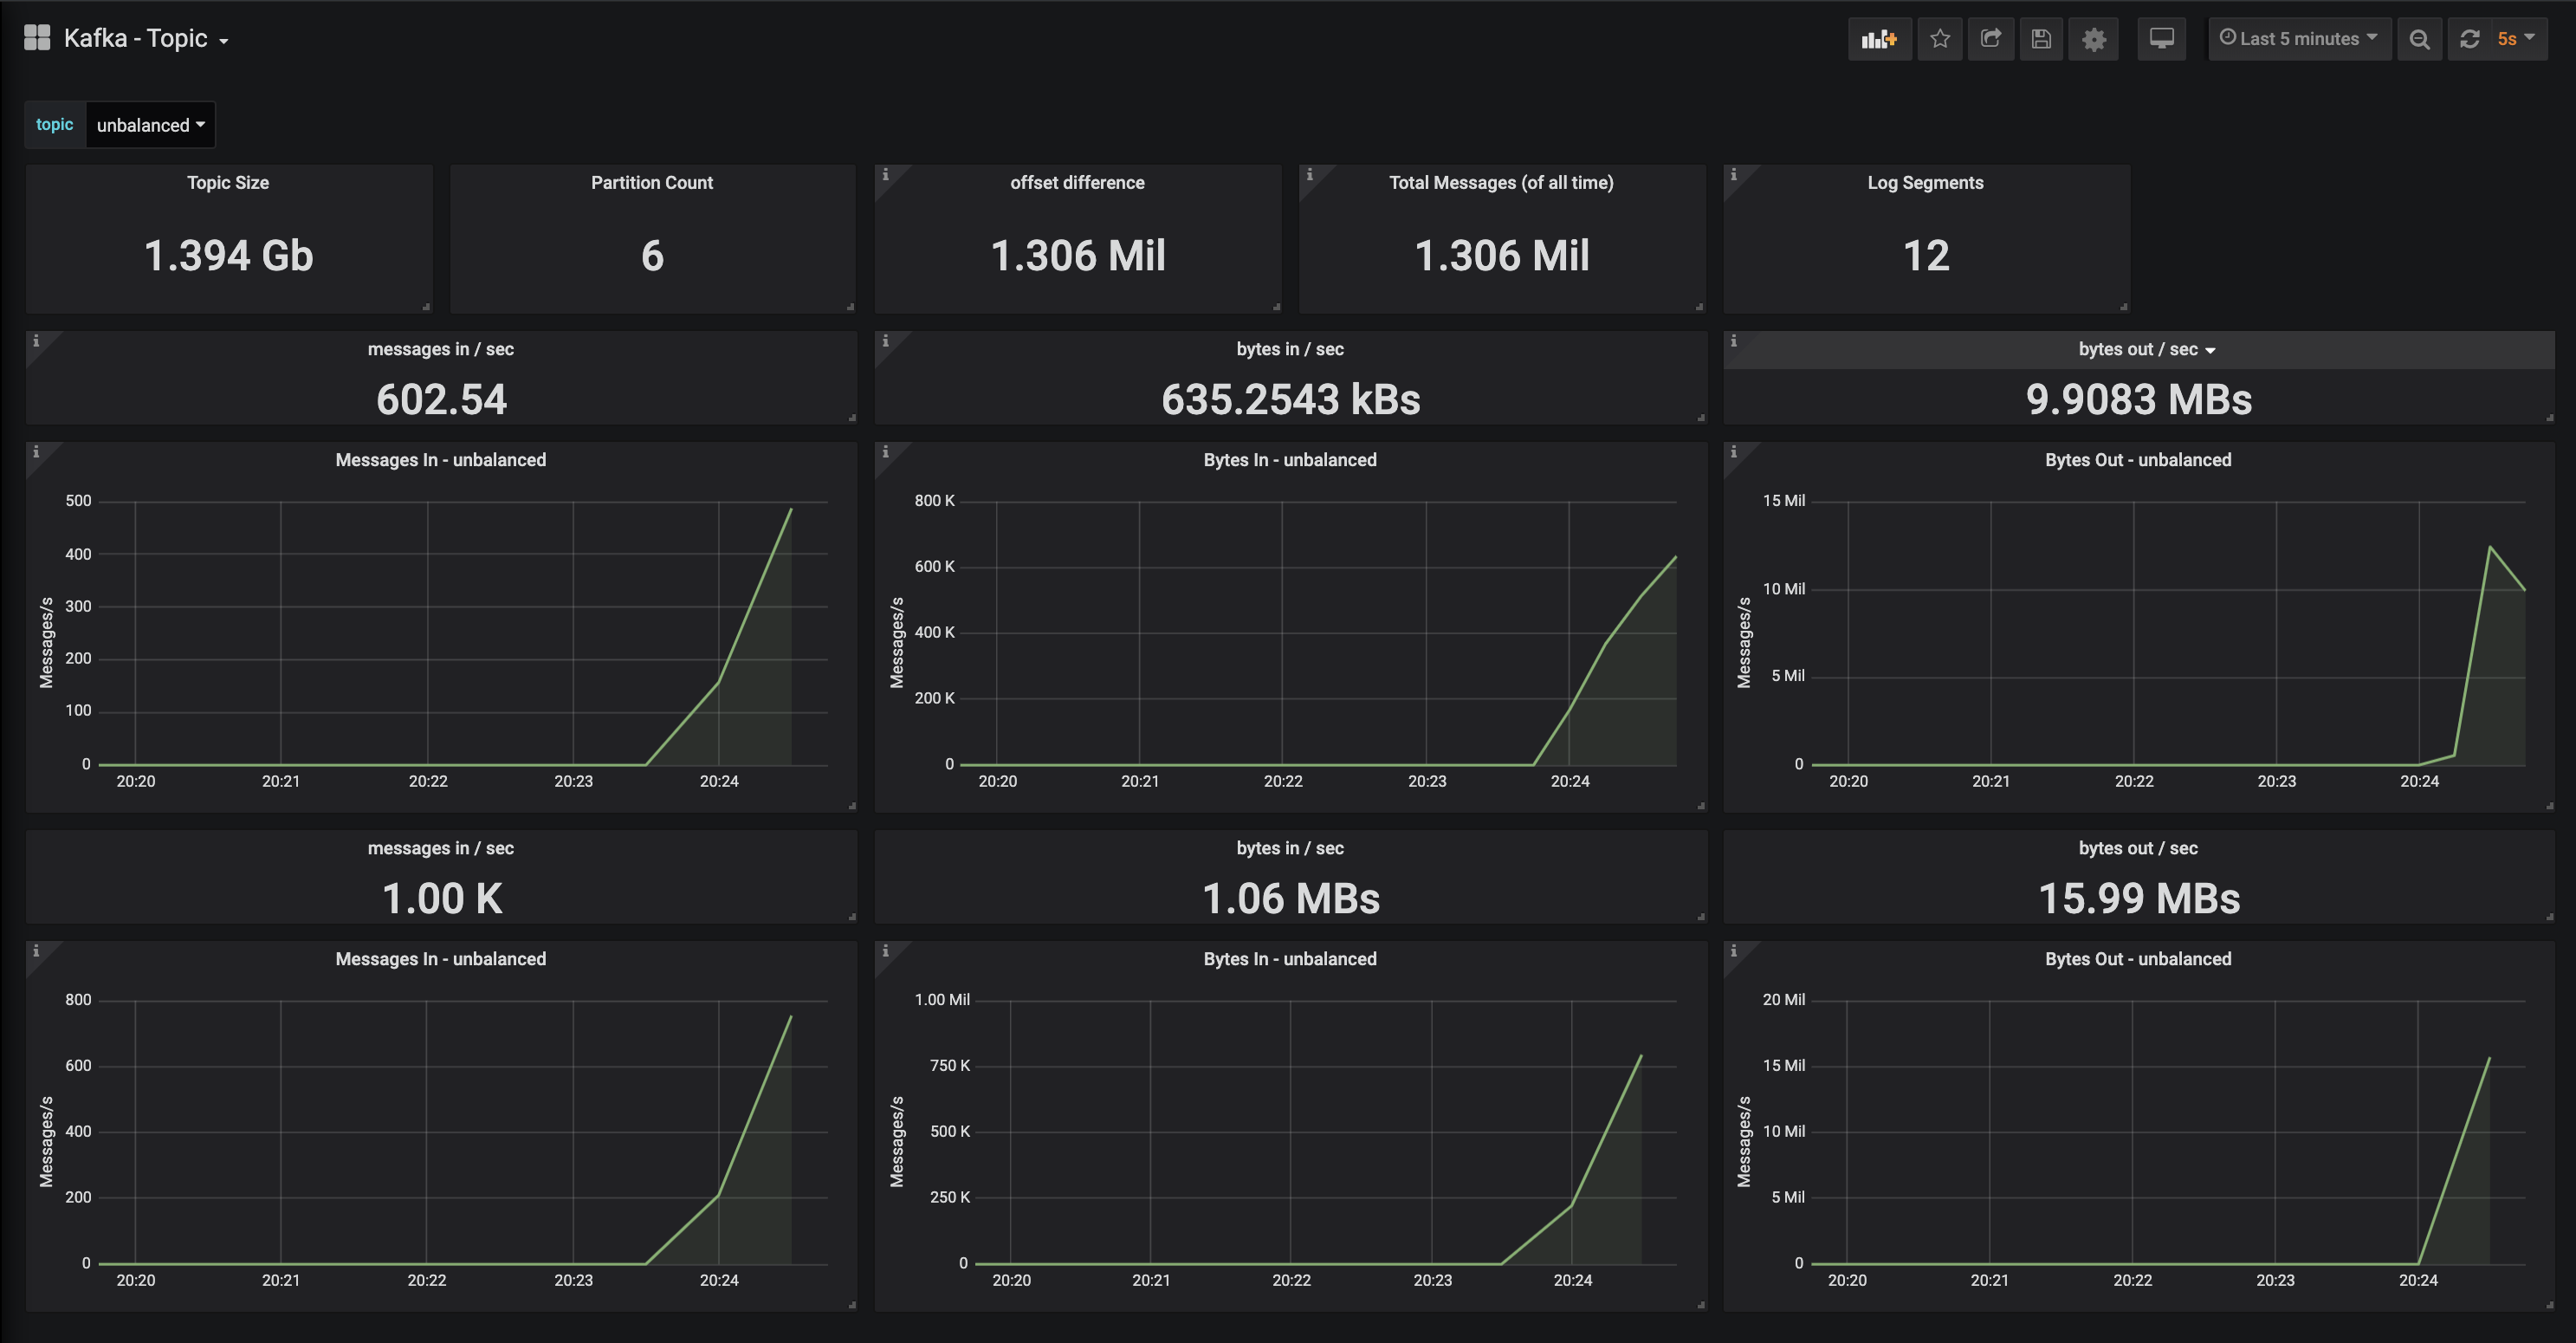 Kafka - Topic
Last 5 minutes
5s
topic
unbalanced
Topic Size
1.394 Gb
Partition Count
6
offset difference
1.306 Mil
Total Messages (of all time)
1.306 Mil
Log Segments
12
messages in / sec
602.54
bytes in / sec
635.2543 kBs
bytes out / sec
9.9083 MBs
Messages In - unbalanced
Messages/s
500
400
300
200
100
0
20:20 20:21 20:22 20:23 20:24
Bytes In - unbalanced
Messages/s
800 K
600 K
400 K
200 K
0
20:20 20:21 20:22 20:23 20:24
Bytes Out - unbalanced
Messages/s
15 Mil
10 Mil
5 Mil
0
20:20 20:21 20:22 20:23 20:24
messages in / sec
1.00 K
bytes in / sec
1.06 MBs
bytes out / sec
15.99 MBs
Messages In - unbalanced
Messages/s
800
600
400
200
0
20:20 20:21 20:22 20:23 20:24
Bytes In - unbalanced
Messages/s
1.00 Mil
750 K
500 K
250 K
0
20:20 20:21 20:22 20:23 20:24
Bytes Out - unbalanced
Messages/s
20 Mil
15 Mil
10 Mil
5 Mil
0
20:20 20:21 20:22 20:23 20:24